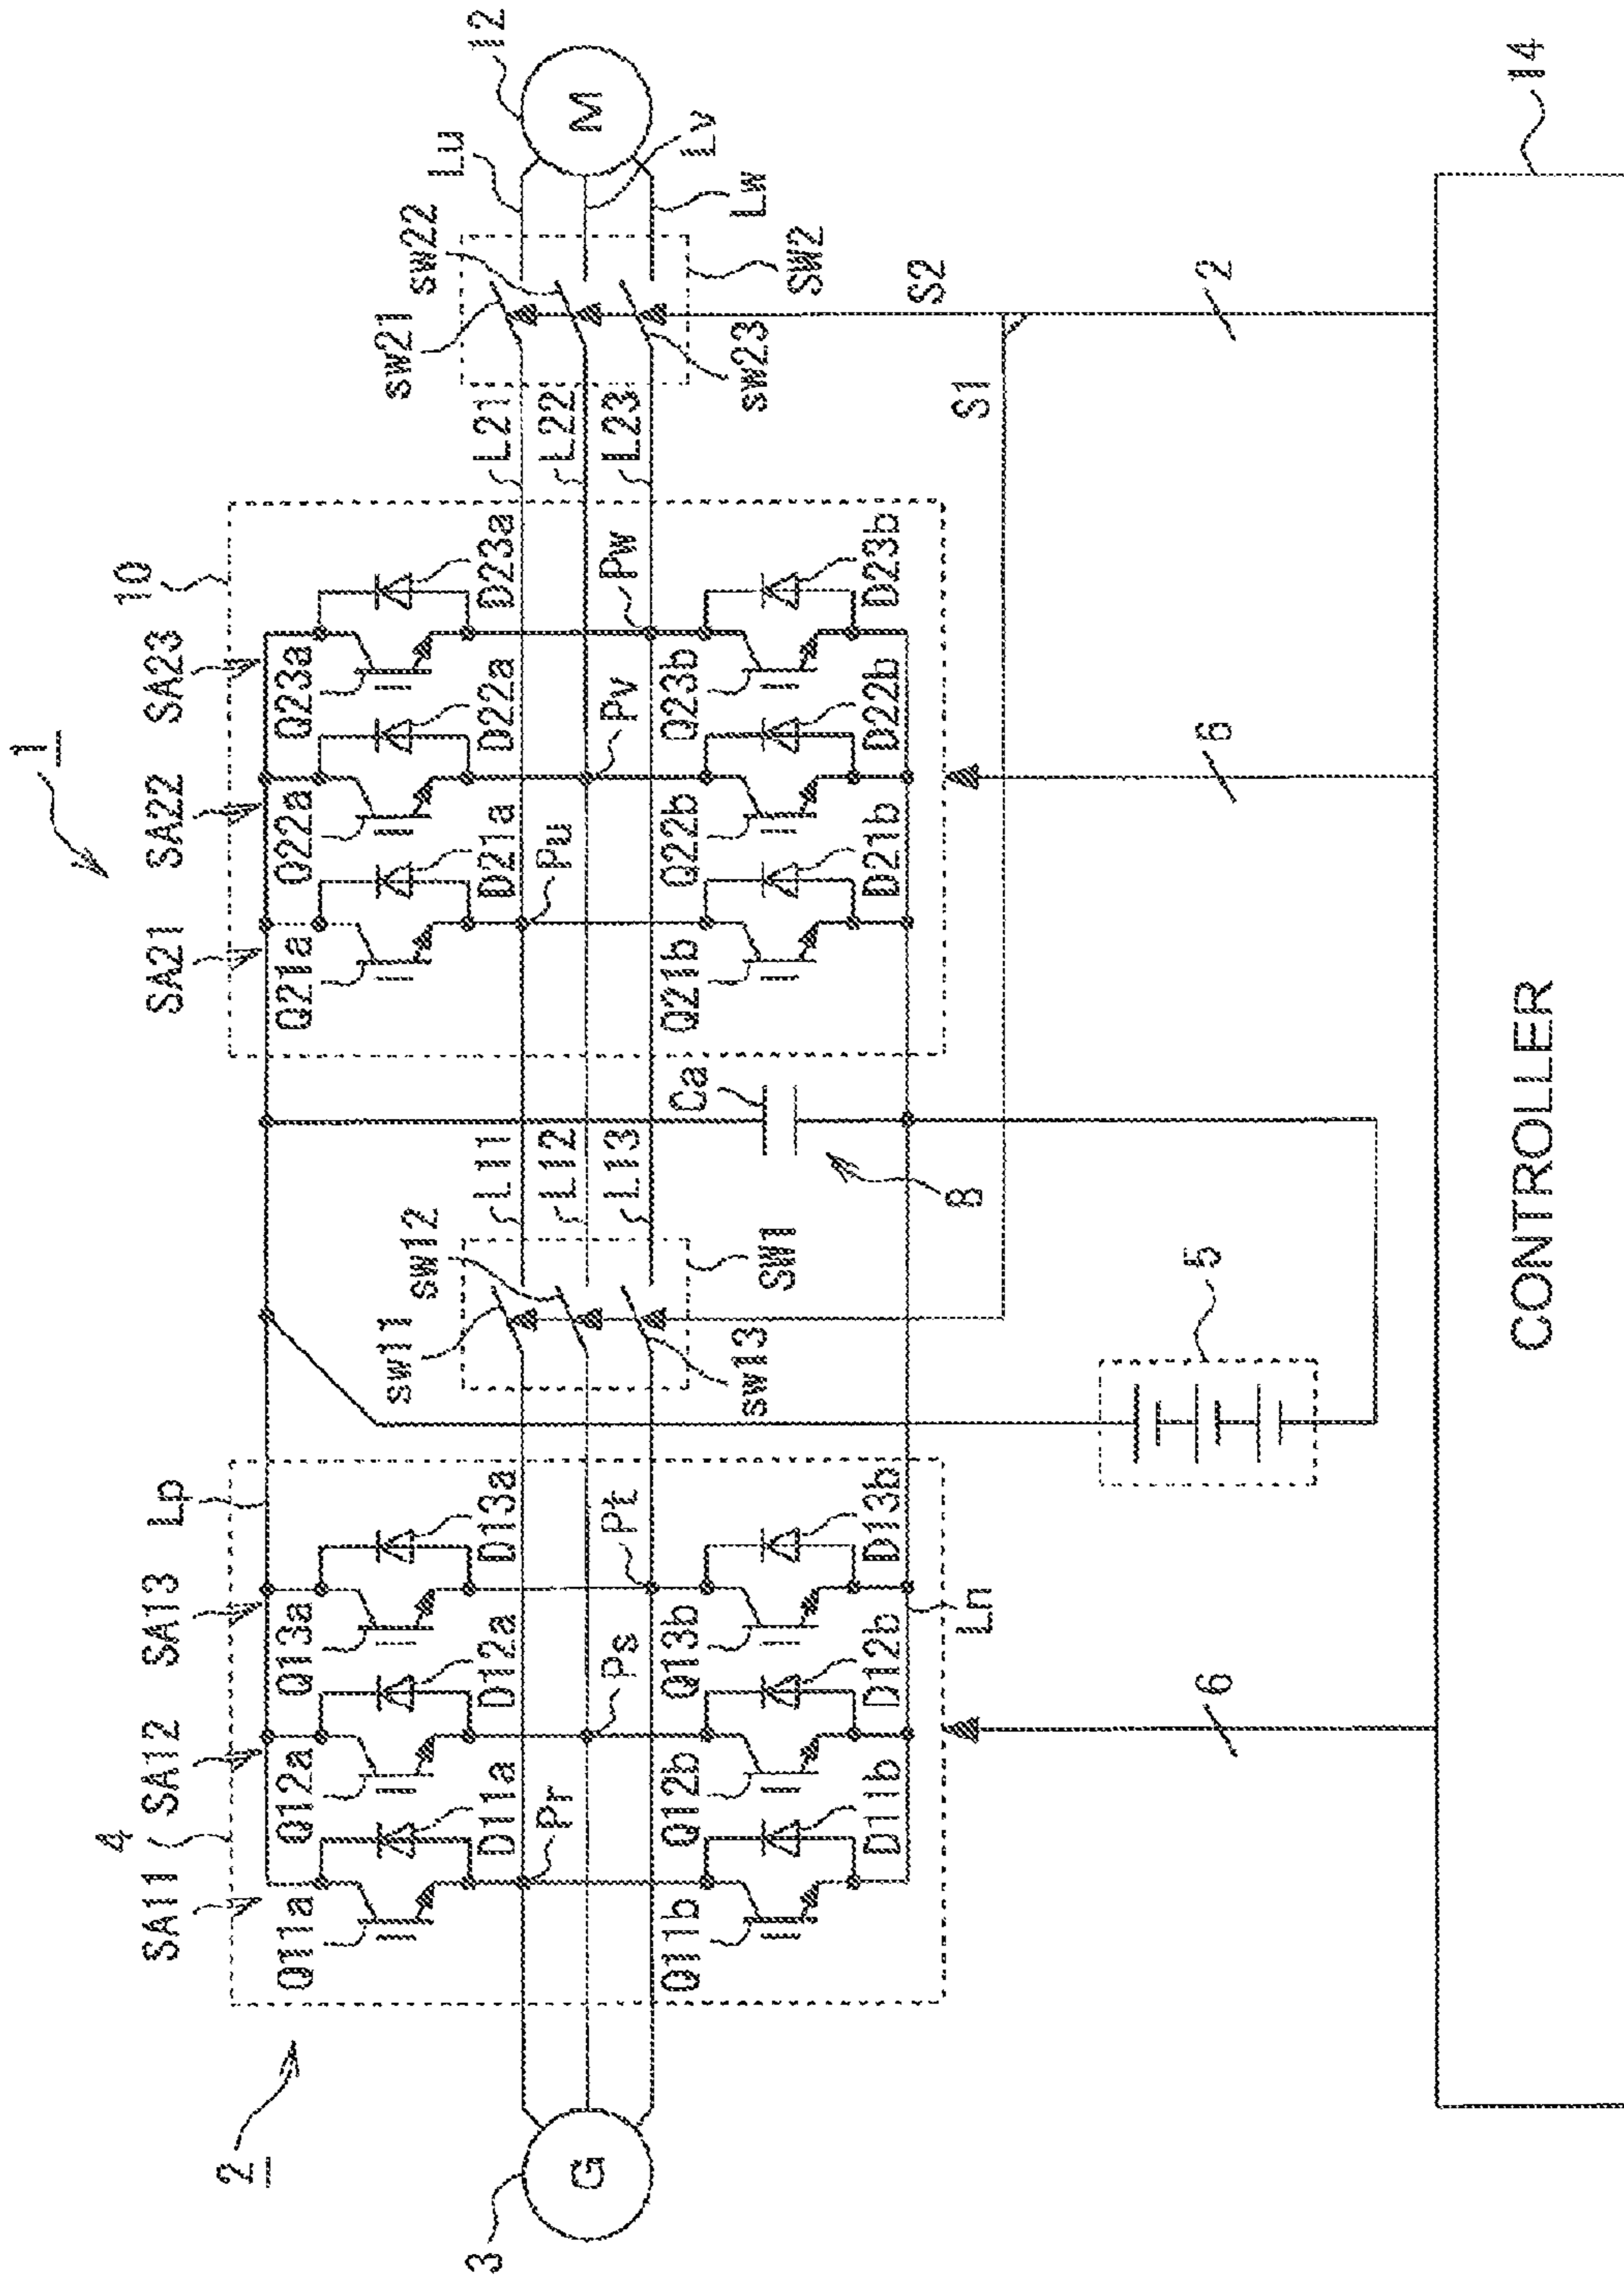 1
2
SA11
4
SA12
SA13
Lp
SA21
SA22
SA23
10
Q11a
Q12a
Q13a
Q21a
Q22a
Q23a
D11a
D12a
D13a
sw11
sw12
L11
L12
L13
D21a
D22a
D23a
L21
L22
L23
sw21
sw22
Lu
12
3
G
Pr
Ps
Pt
Pu
Pv
Pw
M
Lv
Lw
Q11b
Q12b
Q13b
sw13
SW1
Ca
Q21b
Q22b
Q23b
sw23
SW2
D11b
D12b
D13b
Ln
8
D21b
D22b
D23b
S1
S2
6
5
6
2
CONTROLLER
14